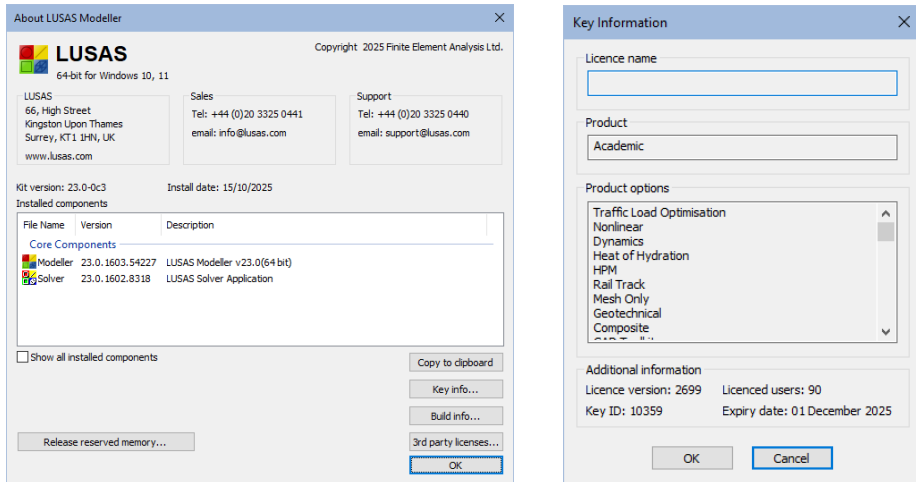 About LUSAS Modeller
LUSAS
64-bit for Windows 10, 11
Copyright 2025 Finite Element Analysis Ltd.
LUSAS
66, High Street
Kingston Upon Thames
Surrey, KT1 1HN, UK
www.lusas.com
Sales
Tel: +44 (0)20 3325 0441
email: info@lusas.com
Support
Tel: +44 (0)20 3325 0440
email: support@lusas.com
Kit version: 23.0-0c3 Install date: 15/10/2025
Installed components
File Name Version Description
Core Components
Modeller 23.0.1603.54227 LUSAS Modeller v23.0(64 bit)
Solver 23.0.1602.8318 LUSAS Solver Application
Show all installed components
Copy to clipboard
Key info...
Build info...
Release reserved memory...
3rd party licenses...
OK
Key Information
Licence name
Product
Academic
Product options
Traffic Load Optimisation
Nonlinear
Dynamics
Heat of Hydration
HPM
Rail Track
Mesh Only
Geotechnical
Composite
Additional information
Licence version: 2699 Licenced users: 90
Key ID: 10359 Expiry date: 01 December 2025
OK Cancel